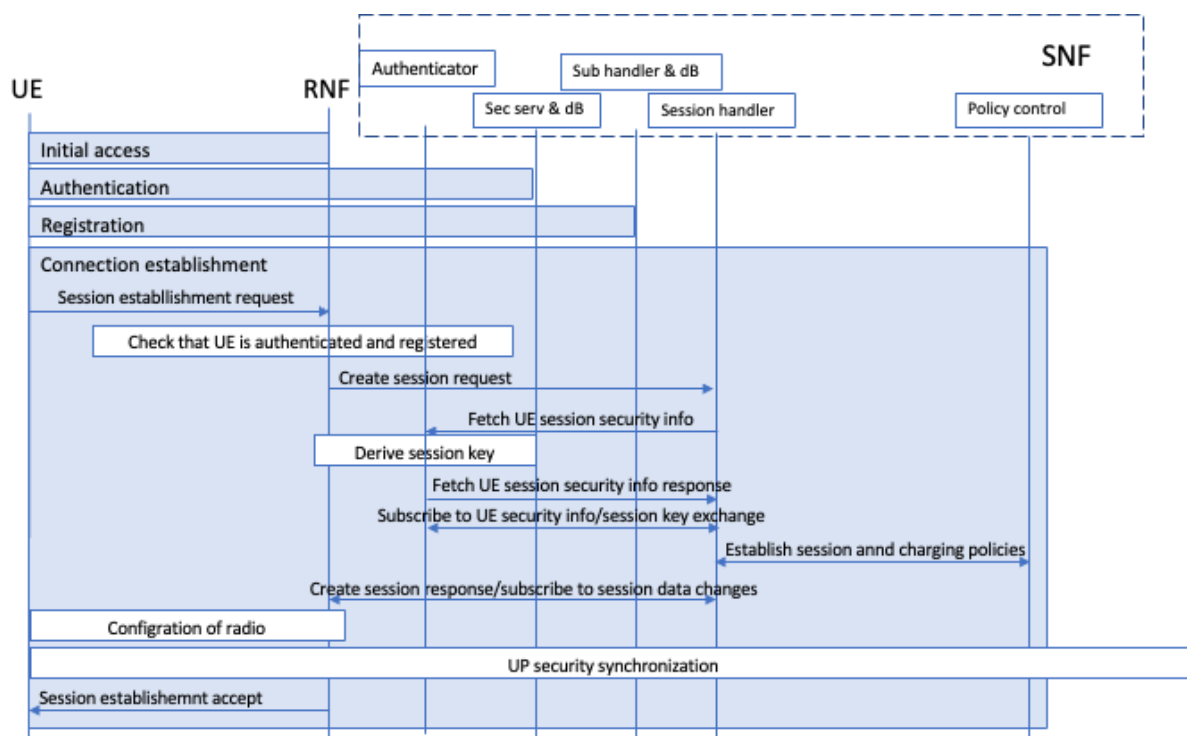 SNF
Authenticator
Sub handler & dB
UE
RNF
Sec serv & dB
Session handler
Policy control
Initial access
Authentication
Registration
Connection establishment
Session establlishment request
Check that UE is authenticated and registered
Create session request
Fetch UE session security info
Derive session key
Fetch UE session security info response
Subscribe to UE security info/session key exchange
Establish session annd charging policies
Create session response/subscribe to session data changes
Configration of radio
UP security synchronization
Session establishemnt accept